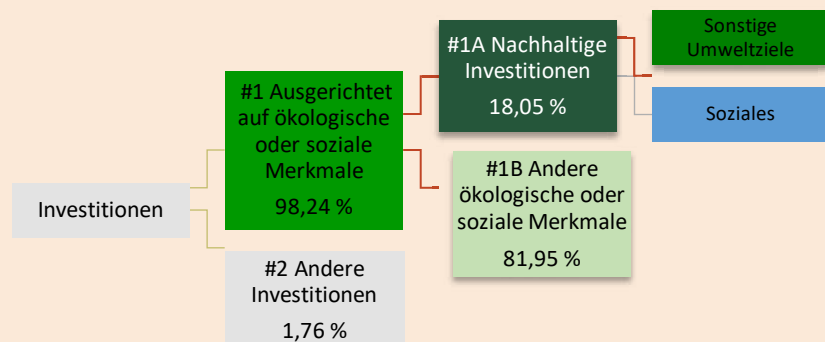 Investitionen
#1 Ausgerichtet
auf ökologische
oder soziale
Merkmale
98,24 %
#2 Andere
Investitionen
1,76 %
#1A Nachhaltige
Investitionen
18,05 %
#1B Andere
ökologische oder
soziale Merkmale
81,95 %
Sonstige
Umweltziele
Soziales